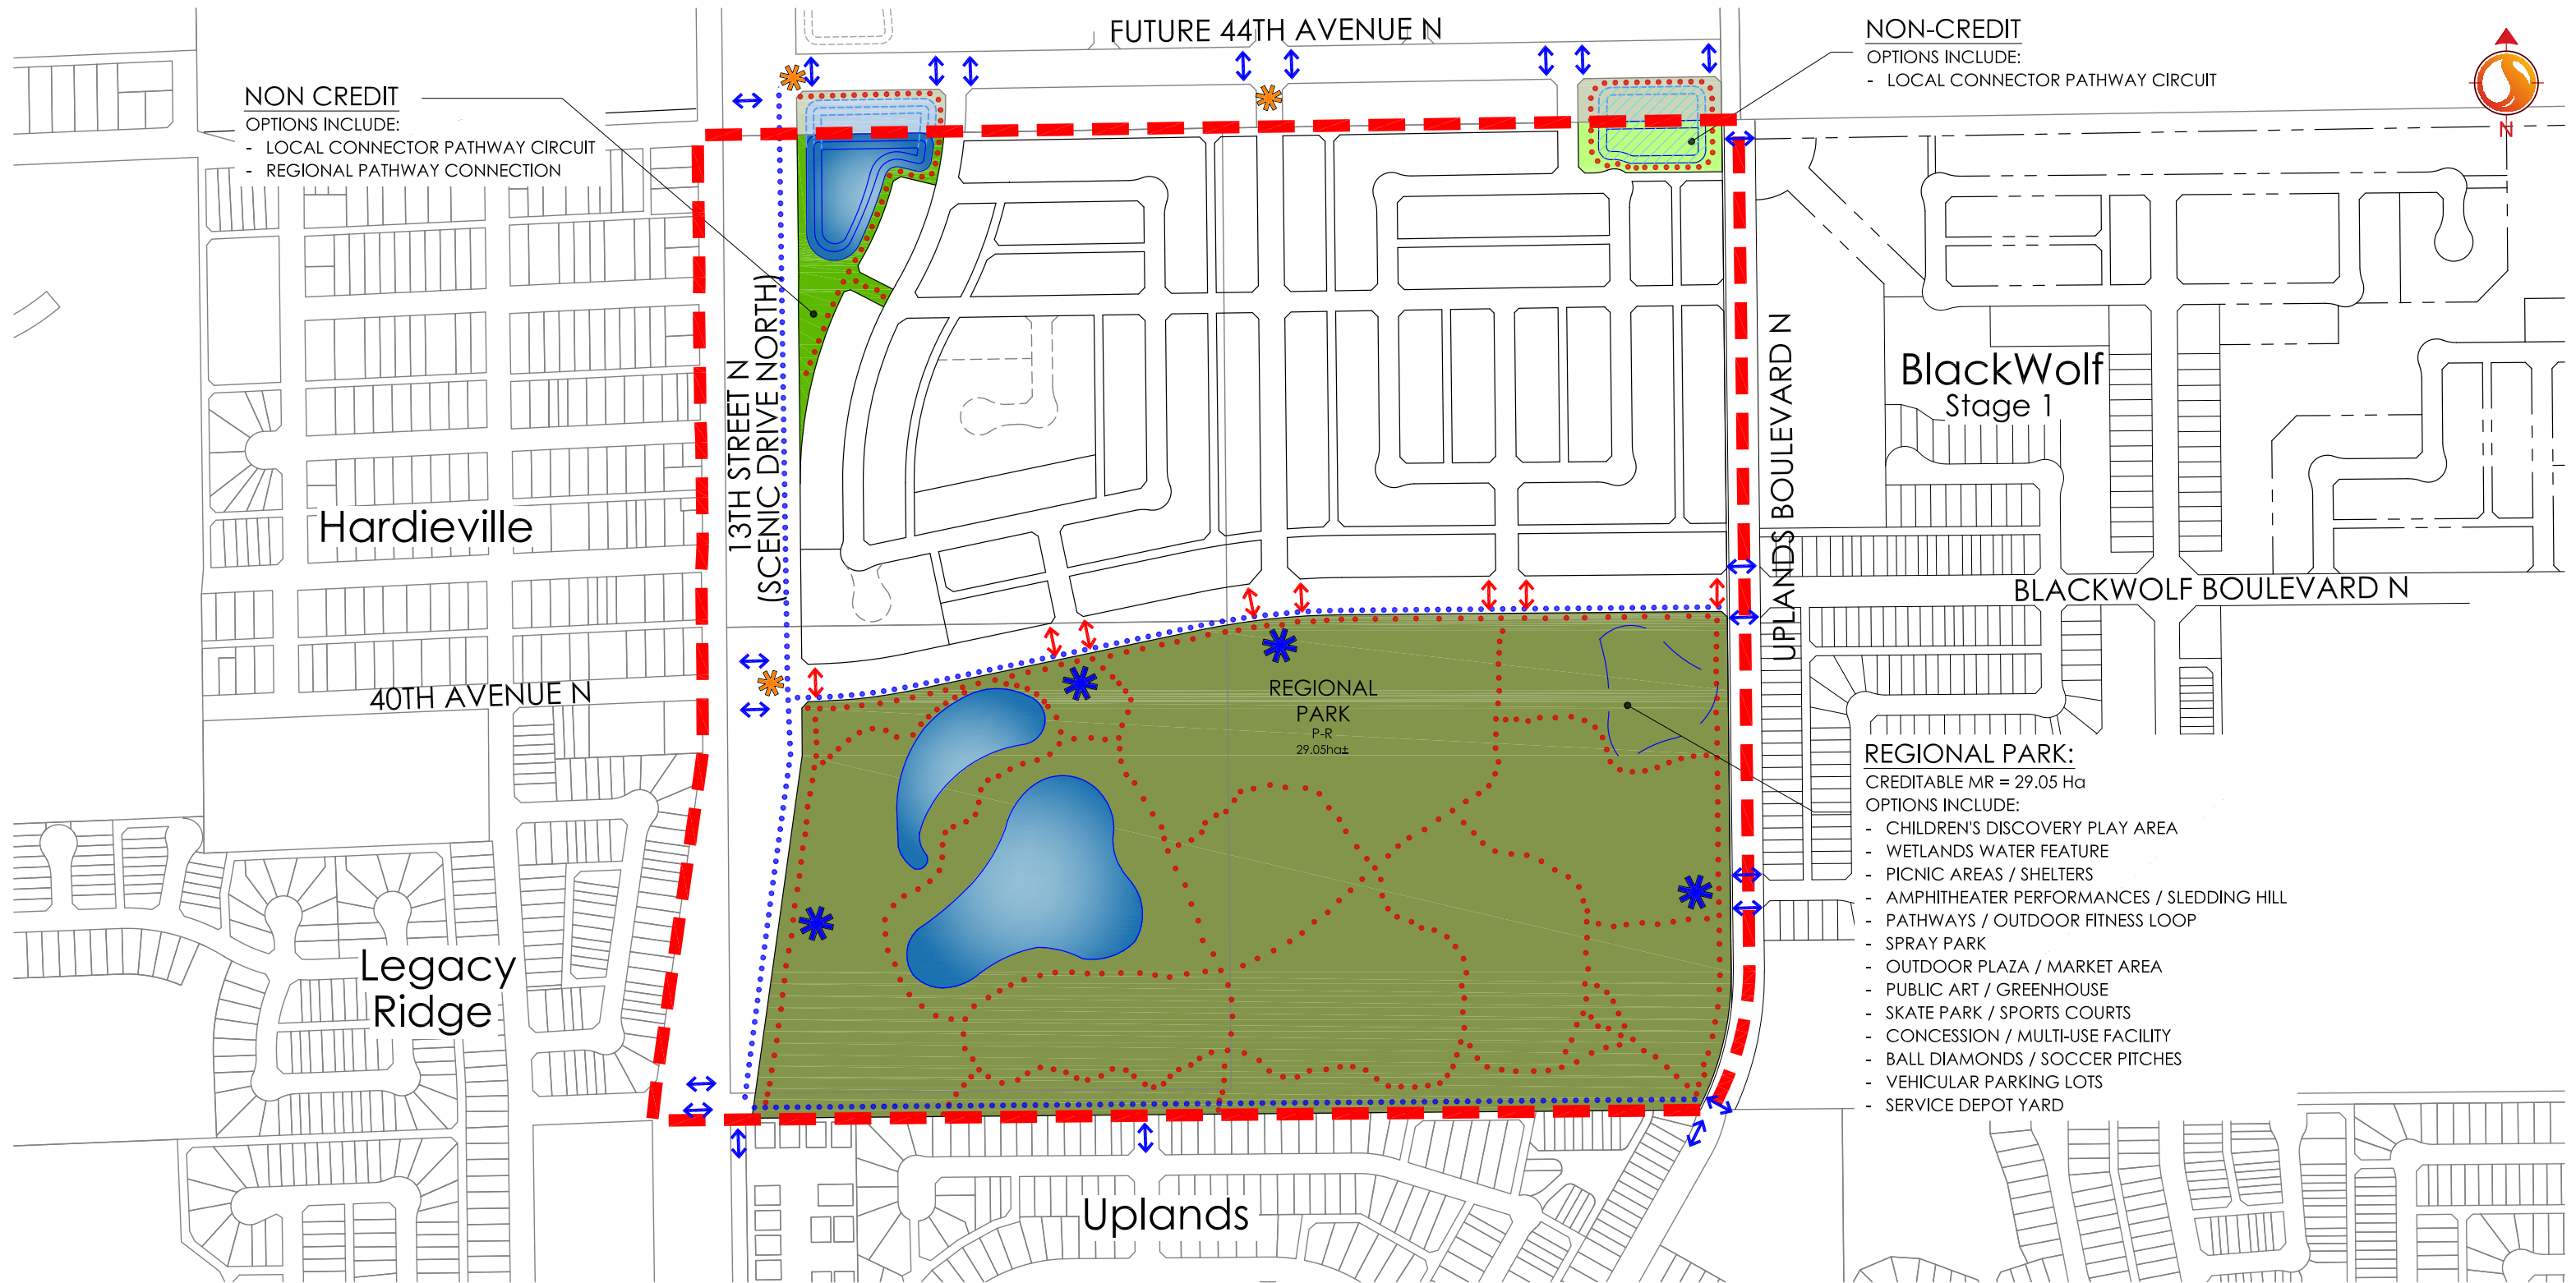 FUTURE 44TH AVENUE N
NON-CREDIT
OPTIONS INCLUDE:
- LOCAL CONNECTOR PATHWAY CIRCUIT
N
NON CREDIT
OPTIONS INCLUDE:
- LOCAL CONNECTOR PATHWAY CIRCUIT
- REGIONAL PATHWAY CONNECTION
13TH STREET N
(SCENIC DRIVE NORTH)
UPLANDS BOULEVARD N
BlackWolf
Stage 1
Hardieville
BLACKWOLF BOULEVARD N
40TH AVENUE N
REGIONAL
PARK
P-R
29.05ha±
REGIONAL PARK:
CREDITABLE MR = 29.05 Ha
OPTIONS INCLUDE:
- CHILDREN'S DISCOVERY PLAY AREA
- WETLANDS WATER FEATURE
- PICNIC AREAS / SHELTERS
- AMPHITHEATER PERFORMANCES / SLEDDING HILL
- PATHWAYS / OUTDOOR FITNESS LOOP
- SPRAY PARK
- OUTDOOR PLAZA / MARKET AREA
- PUBLIC ART / GREENHOUSE
- SKATE PARK / SPORTS COURTS
- CONCESSION / MULTI-USE FACILITY
- BALL DIAMONDS / SOCCER PITCHES
- VEHICULAR PARKING LOTS
- SERVICE DEPOT YARD
Legacy
Ridge
Uplands